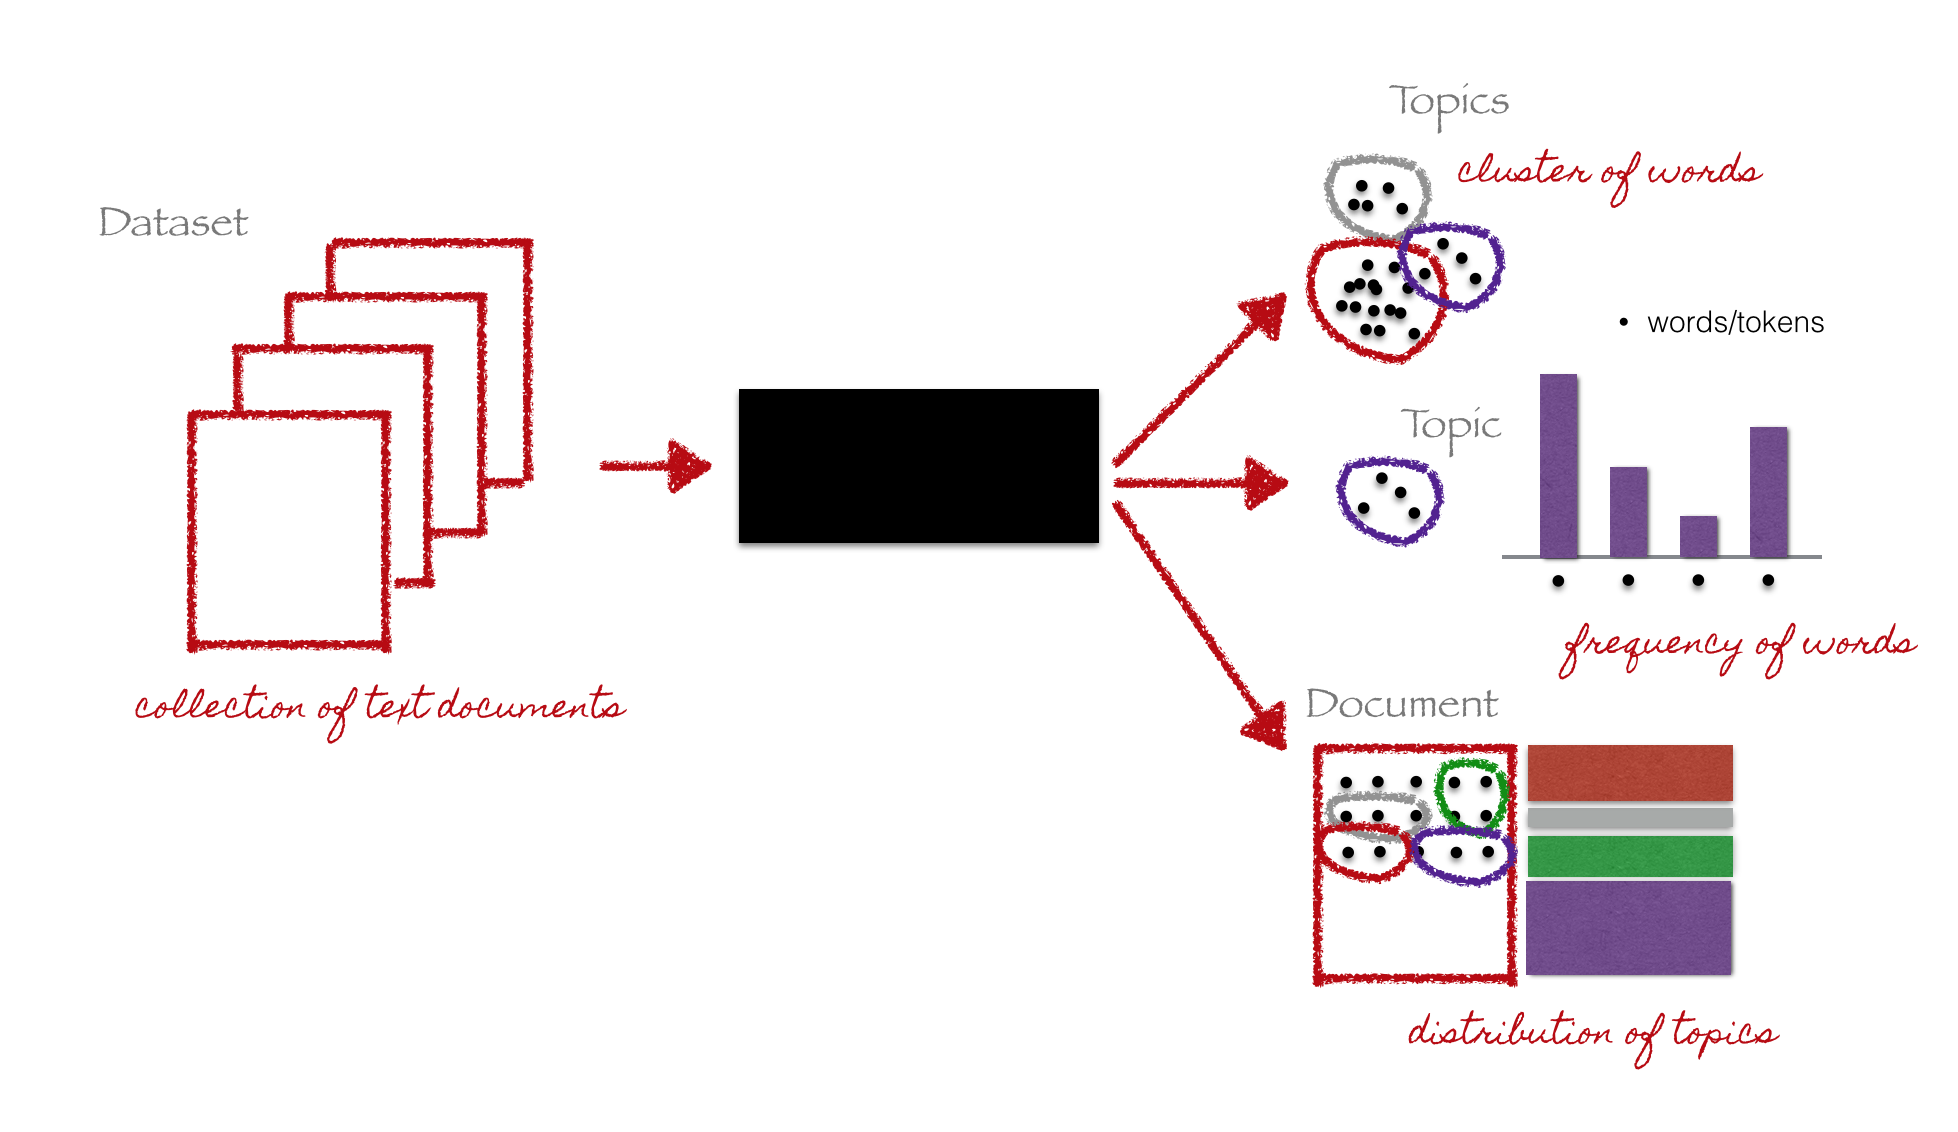 Dataset
collection of text documents
Topics
cluster of words
• words/tokens
Topic
frequency of words
Document
distribution of topics